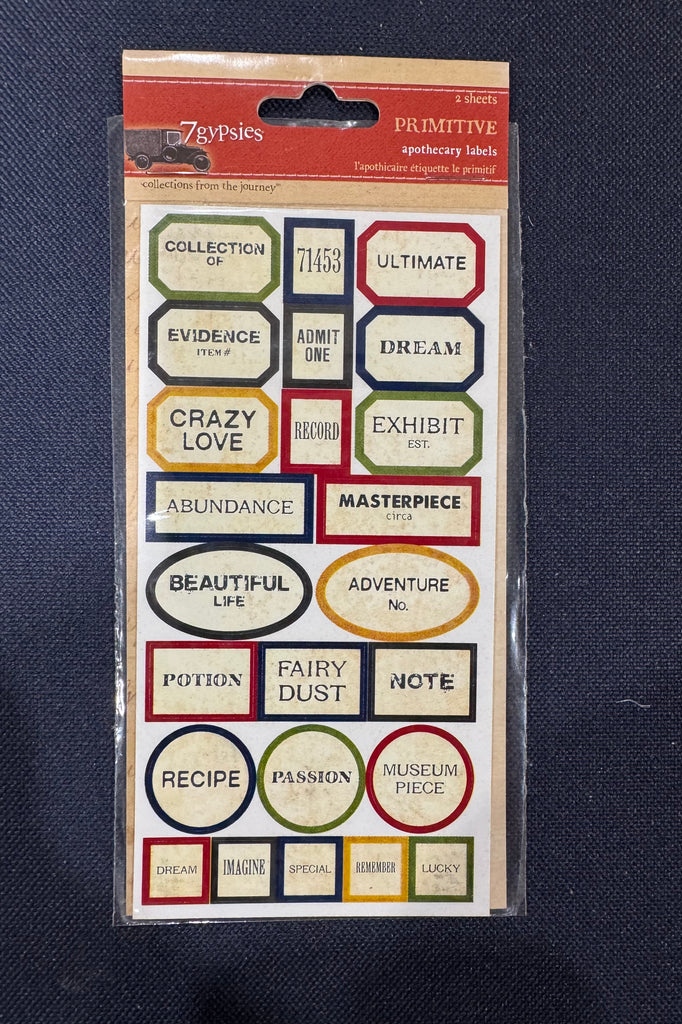 2 sheets
7gypsies
PRIMITIVE
apothecary labels
l'apothicaire étiquette le primitif
collections from the journey™
COLLECTION
OF
71453
ULTIMATE
EVIDENCE
ITEM #
ADMIT
ONE
DREAM
CRAZY
LOVE
RECORD
EXHIBIT
EST.
ABUNDANCE
MASTERPIECE
circa
BEAUTIFUL
LIFE
ADVENTURE
No.
POTION
FAIRY
DUST
NOTE
RECIPE
PASSION
MUSEUM
PIECE
DREAM
IMAGINE
SPECIAL
REMEMBER
LUCKY